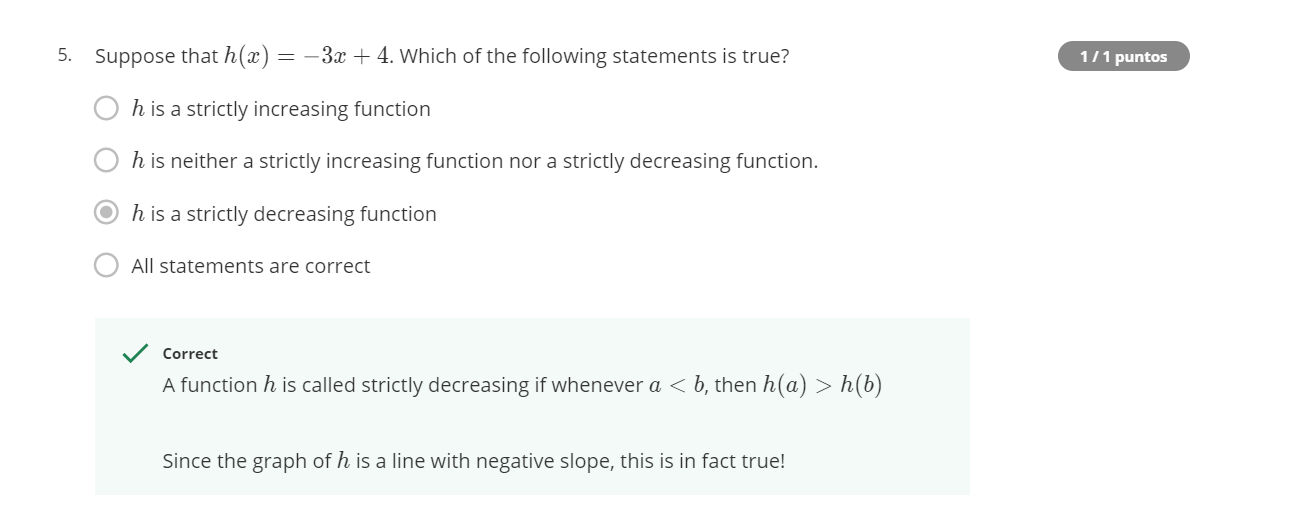 5. Suppose that h(x) = −3x + 4. Which of the following statements is true?
1 / 1 puntos
h is a strictly increasing function
h is neither a strictly increasing function nor a strictly decreasing function.
h is a strictly decreasing function
All statements are correct
Correct
A function h is called strictly decreasing if whenever a < b, then h(a) > h(b)
Since the graph of h is a line with negative slope, this is in fact true!